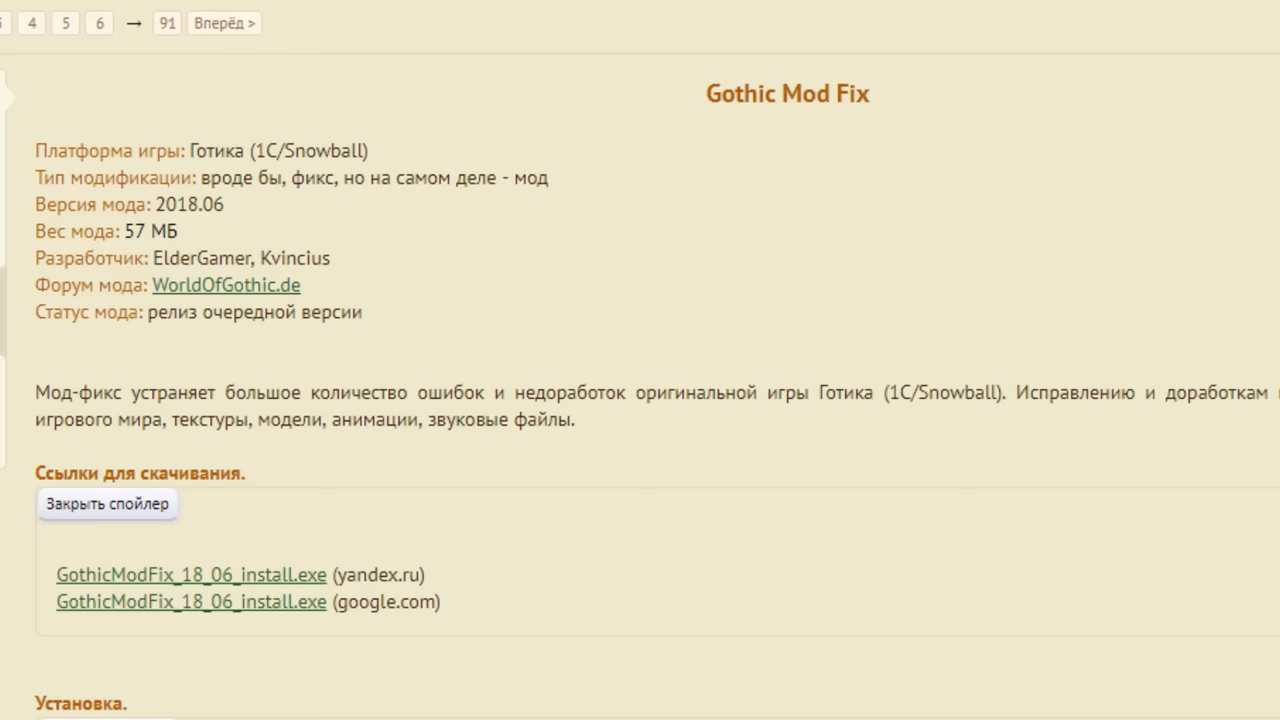 4 5 6 → 91 Вперёд >
Gothic Mod Fix
Платформа игры: Готика (1C/Snowball)
Тип модификации: вроде бы, фикс, но на самом деле - мод
Версия мода: 2018.06
Вес мода: 57 МБ
Разработчик: ElderGamer, Kvincius
Форум мода: WorldOfGothic.de
Статус мода: релиз очередной версии
Мод-фикс устраняет большое количество ошибок и недоработок оригинальной игры Готика (1C/Snowball). Исправлению и доработкам
игрового мира, текстуры, модели, анимации, звуковые файлы.
Ссылки для скачивания.
Закрыть спойлер
GothicModFix_18_06_install.exe (yandex.ru)
GothicModFix_18_06_install.exe (google.com)
Установка.